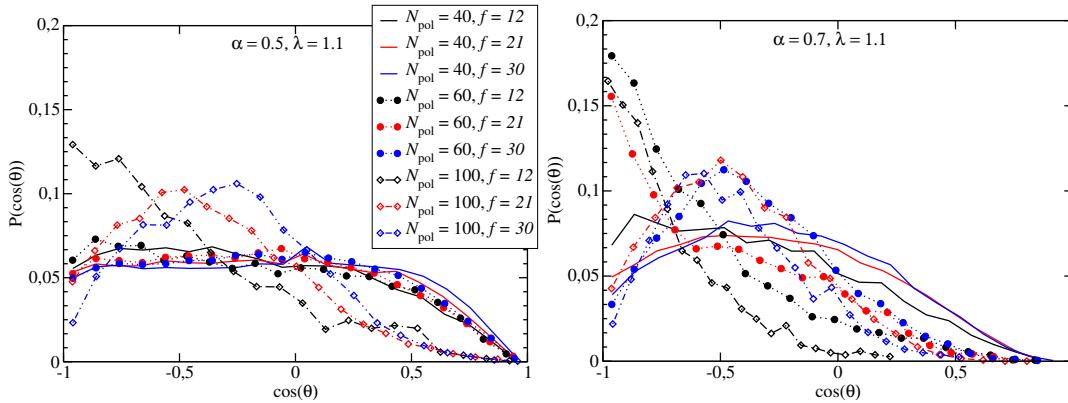 α = 0.5, λ = 1.1
P(cos(θ))
0,2
0,15
0,1
0,05
0
-1
-0,5
0
0,5
1
cos(θ)
N_pol = 40, f = 12
N_pol = 40, f = 21
N_pol = 40, f = 30
N_pol = 60, f = 12
N_pol = 60, f = 21
N_pol = 60, f = 30
N_pol = 100, f = 12
N_pol = 100, f = 21
N_pol = 100, f = 30
α = 0.7, λ = 1.1
P(cos(θ))
0,2
0,15
0,1
0,05
0
-1
-0,5
0
0,5
cos(θ)